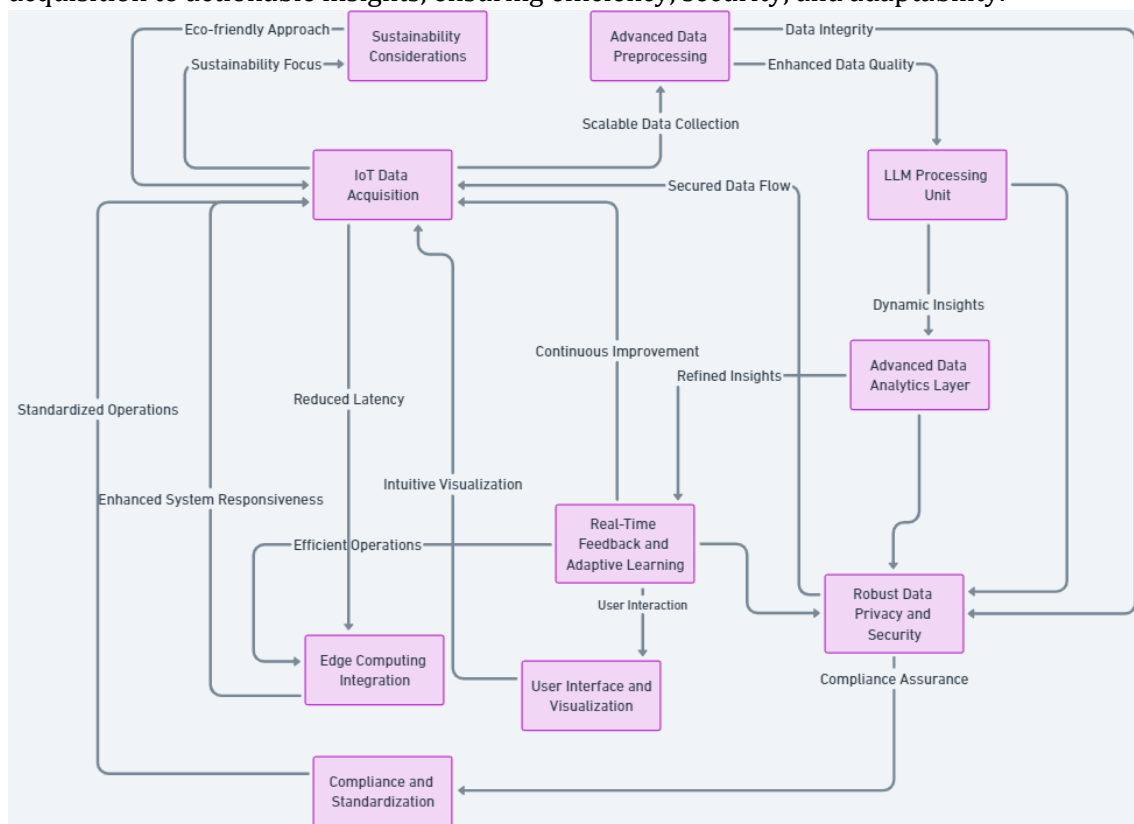 acquisition to actionable insights, ensuring efficiency, security, and adaptability.
Eco-friendly Approach
Sustainability
Considerations
Sustainability Focus
Advanced Data
Preprocessing
Data Integrity
Enhanced Data Quality
Scalable Data Collection
IoT Data
Acquisition
Secured Data Flow
LLM Processing
Unit
Dynamic Insights
Continuous Improvement
Refined Insights
Advanced Data
Analytics Layer
Standardized Operations
Reduced Latency
Intuitive Visualization
Enhanced System Responsiveness
Efficient Operations
Real-Time
Feedback and
Adaptive Learning
User Interaction
Robust Data
Privacy and
Security
Edge Computing
Integration
User Interface and
Visualization
Compliance Assurance
Compliance and
Standardization